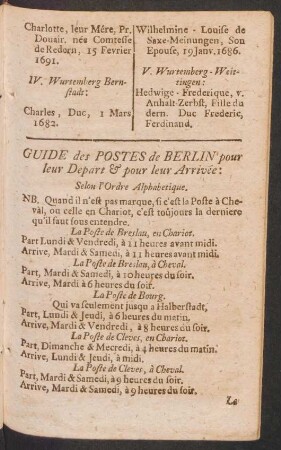 Charlotte, leur Mére, Pr.
Douair. née Comtesse
de Redern, 15 Fevrier
1691.
IV. Wurtemberg Bern-
stadt:
Charles, Duc, 1 Mars
1682.
Wilhelmine - Louise de
Saxe-Meinungen, Son
Epouse, 19 Janv. 1686.
V. Wurtemberg-Weil-
tingen:
Hedwige - Frederique, v.
Anhalt-Zerbst, Fille du
dern. Duc Frederic,
Ferdinand.
GUIDE des POSTES de BERLIN pour
leur Depart & pour leur Arrivée:
Selon l'Ordre Alphabetique.
NB. Quand il n'est pas marque, si c'est la Poste à Che-
val, ou celle en Chariot, c'est toujours la derniere
qu'il faut sous entendre.
La Poste de Breslau, en Chariot.
Part Lundi & Vendredi, à 11 heures avant midi.
Arrive, Mardi & Samedi, à 11 heures avant midi.
La Poste de Breslau, à Cheval.
Part, Mardi & Samedi, à 10 heures du soir.
Arrive, Mardi à 6 heures du soir.
La Poste de Bourg.
Qui va seulement jusqu a Halberstadt,
Part, Lundi & Jeudi, à 6 heures du matin.
Arrive, Mardi & Vendredi, à 8 heures du soir.
La Poste de Cleves, en Chariot.
Part, Dimanche & Mecredi, à 4 heures du matin.
Arrive, Lundi & Jeudi, à midi.
La Poste de Cleves, à Cheval.
Part, Mardi & Samedi, à 9 heures du soir.
Arrive, Mardi & Samedi, à 9 heures du soir.
La